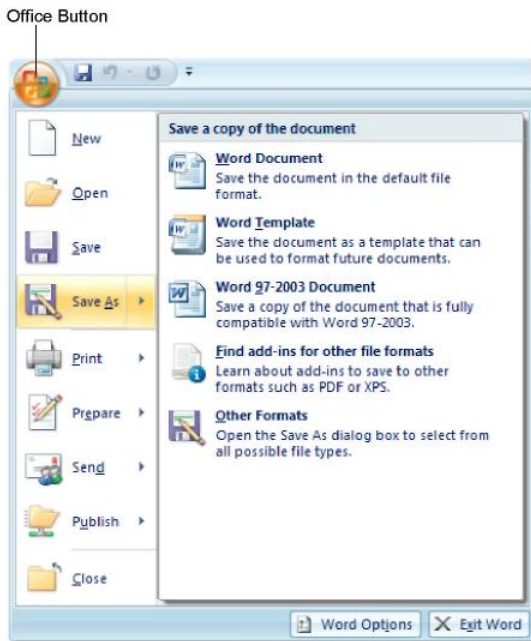 Office Button
New
Open
Save
Save As
Print
Prepare
Send
Publish
Close
Save a copy of the document
Word Document
Save the document in the default file
format.
Word Template
Save the document as a template that can
be used to format future documents.
Word 97-2003 Document
Save a copy of the document that is fully
compatible with Word 97-2003.
Find add-ins for other file formats
Learn about add-ins to save to other
formats such as PDF or XPS.
Other Formats
Open the Save As dialog box to select from
all possible file types.
Word Options
Exit Word